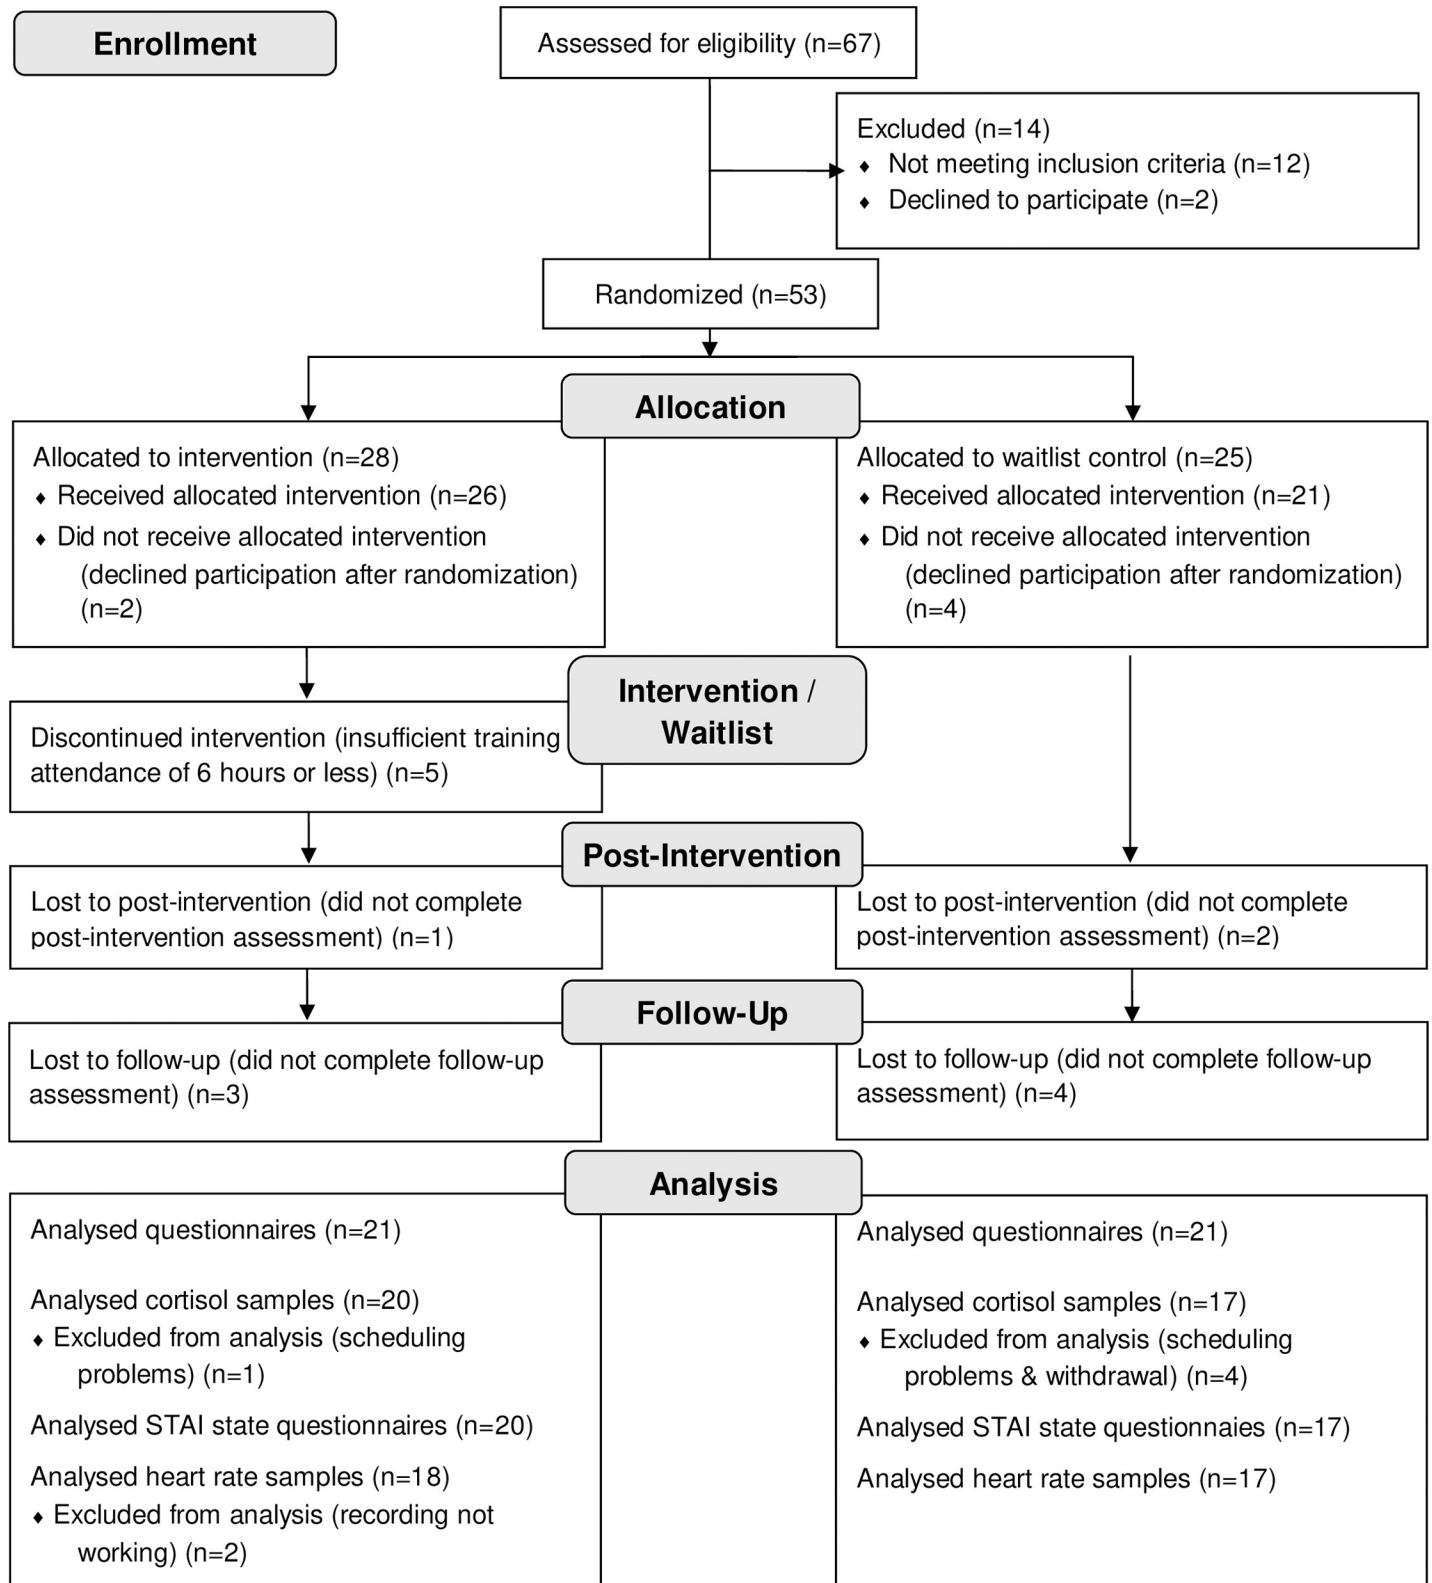 Enrollment
Assessed for eligibility (n=67)
Excluded (n=14)
♦ Not meeting inclusion criteria (n=12)
♦ Declined to participate (n=2)
Randomized (n=53)
Allocation
Allocated to intervention (n=28)
♦ Received allocated intervention (n=26)
♦ Did not receive allocated intervention
(declined participation after randomization)
(n=2)
Allocated to waitlist control (n=25)
♦ Received allocated intervention (n=21)
♦ Did not receive allocated intervention
(declined participation after randomization)
(n=4)
Intervention /
Waitlist
Discontinued intervention (insufficient training
attendance of 6 hours or less) (n=5)
Post-Intervention
Lost to post-intervention (did not complete
post-intervention assessment) (n=1)
Lost to post-intervention (did not complete
post-intervention assessment) (n=2)
Follow-Up
Lost to follow-up (did not complete follow-up
assessment) (n=3)
Lost to follow-up (did not complete follow-up
assessment) (n=4)
Analysis
Analysed questionnaires (n=21)
Analysed cortisol samples (n=20)
♦ Excluded from analysis (scheduling
problems) (n=1)
Analysed STAI state questionnaires (n=20)
Analysed heart rate samples (n=18)
♦ Excluded from analysis (recording not
working) (n=2)
Analysed questionnaires (n=21)
Analysed cortisol samples (n=17)
♦ Excluded from analysis (scheduling
problems & withdrawal) (n=4)
Analysed STAI state questionnaies (n=17)
Analysed heart rate samples (n=17)